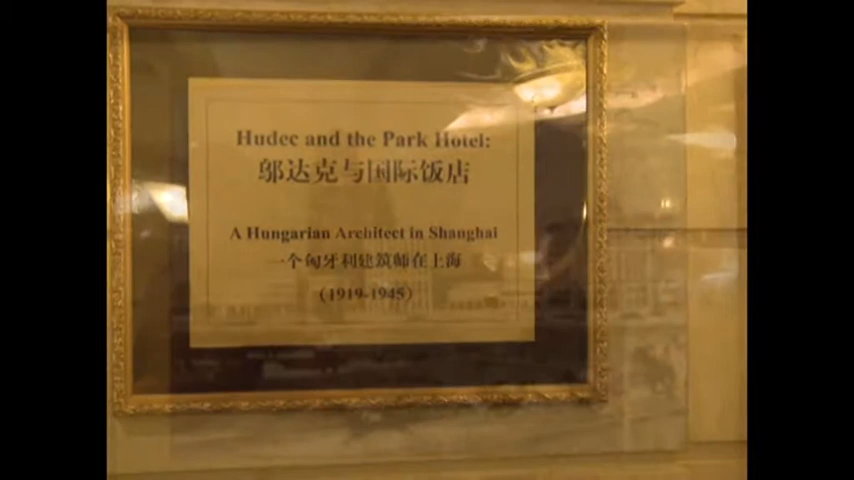 Hudec and the Park Hotel:
邬达克与国际饭店
A Hungarian Architect in Shanghai
一个匈牙利建筑师在上海
(1919-1945)